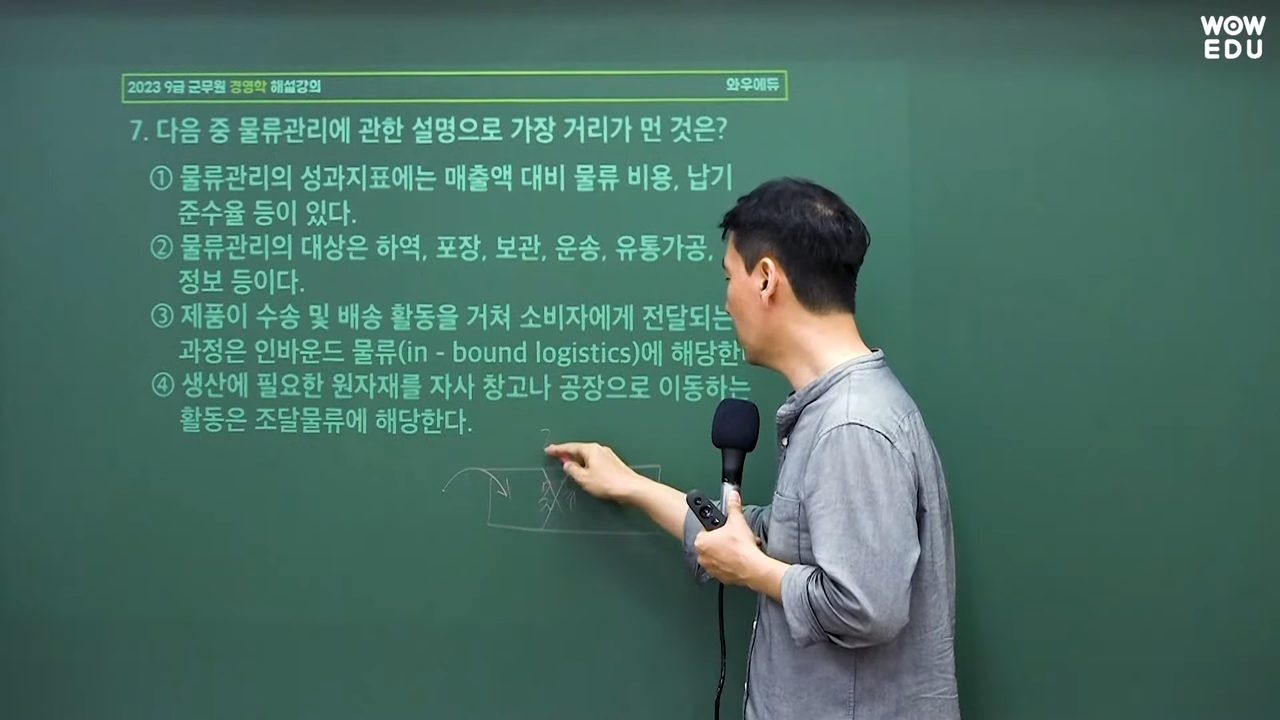 WOW
EDU
2023 9급 군무원 경영학 해설강의
와우에듀
7. 다음 중 물류관리에 관한 설명으로 가장 거리가 먼 것은?
① 물류관리의 성과지표에는 매출액 대비 물류 비용, 납기
준수율 등이 있다.
② 물류관리의 대상은 하역, 포장, 보관, 운송, 유통가공,
정보 등이다.
③ 제품이 수송 및 배송 활동을 거쳐 소비자에게 전달되는
과정은 인바운드 물류(in - bound logistics)에 해당한
④ 생산에 필요한 원자재를 자사 창고나 공장으로 이동하는
활동은 조달물류에 해당한다.